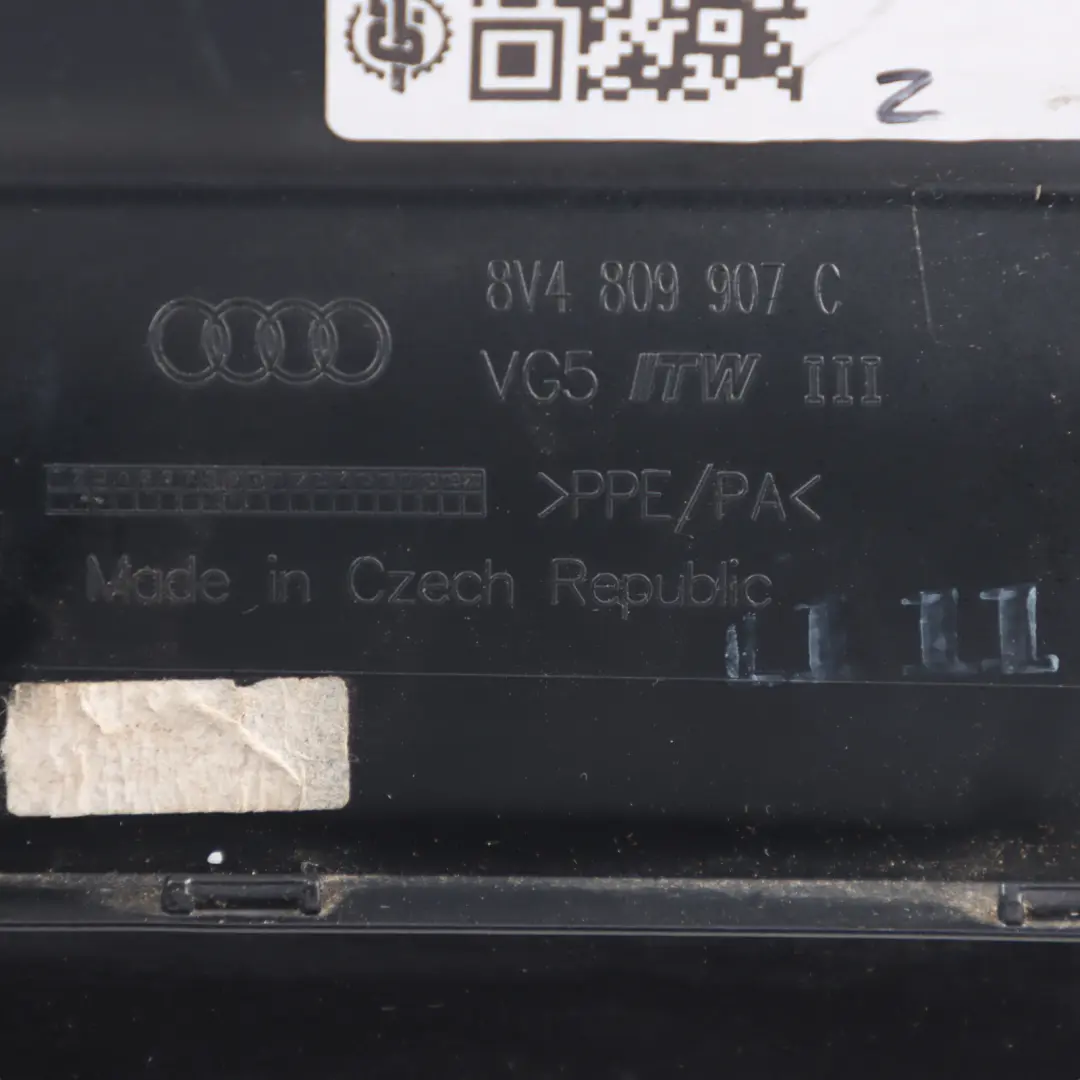 Z
8V4 809 907 C
VG5 ITW III
>PPE/PA<
Made in Czech Republic